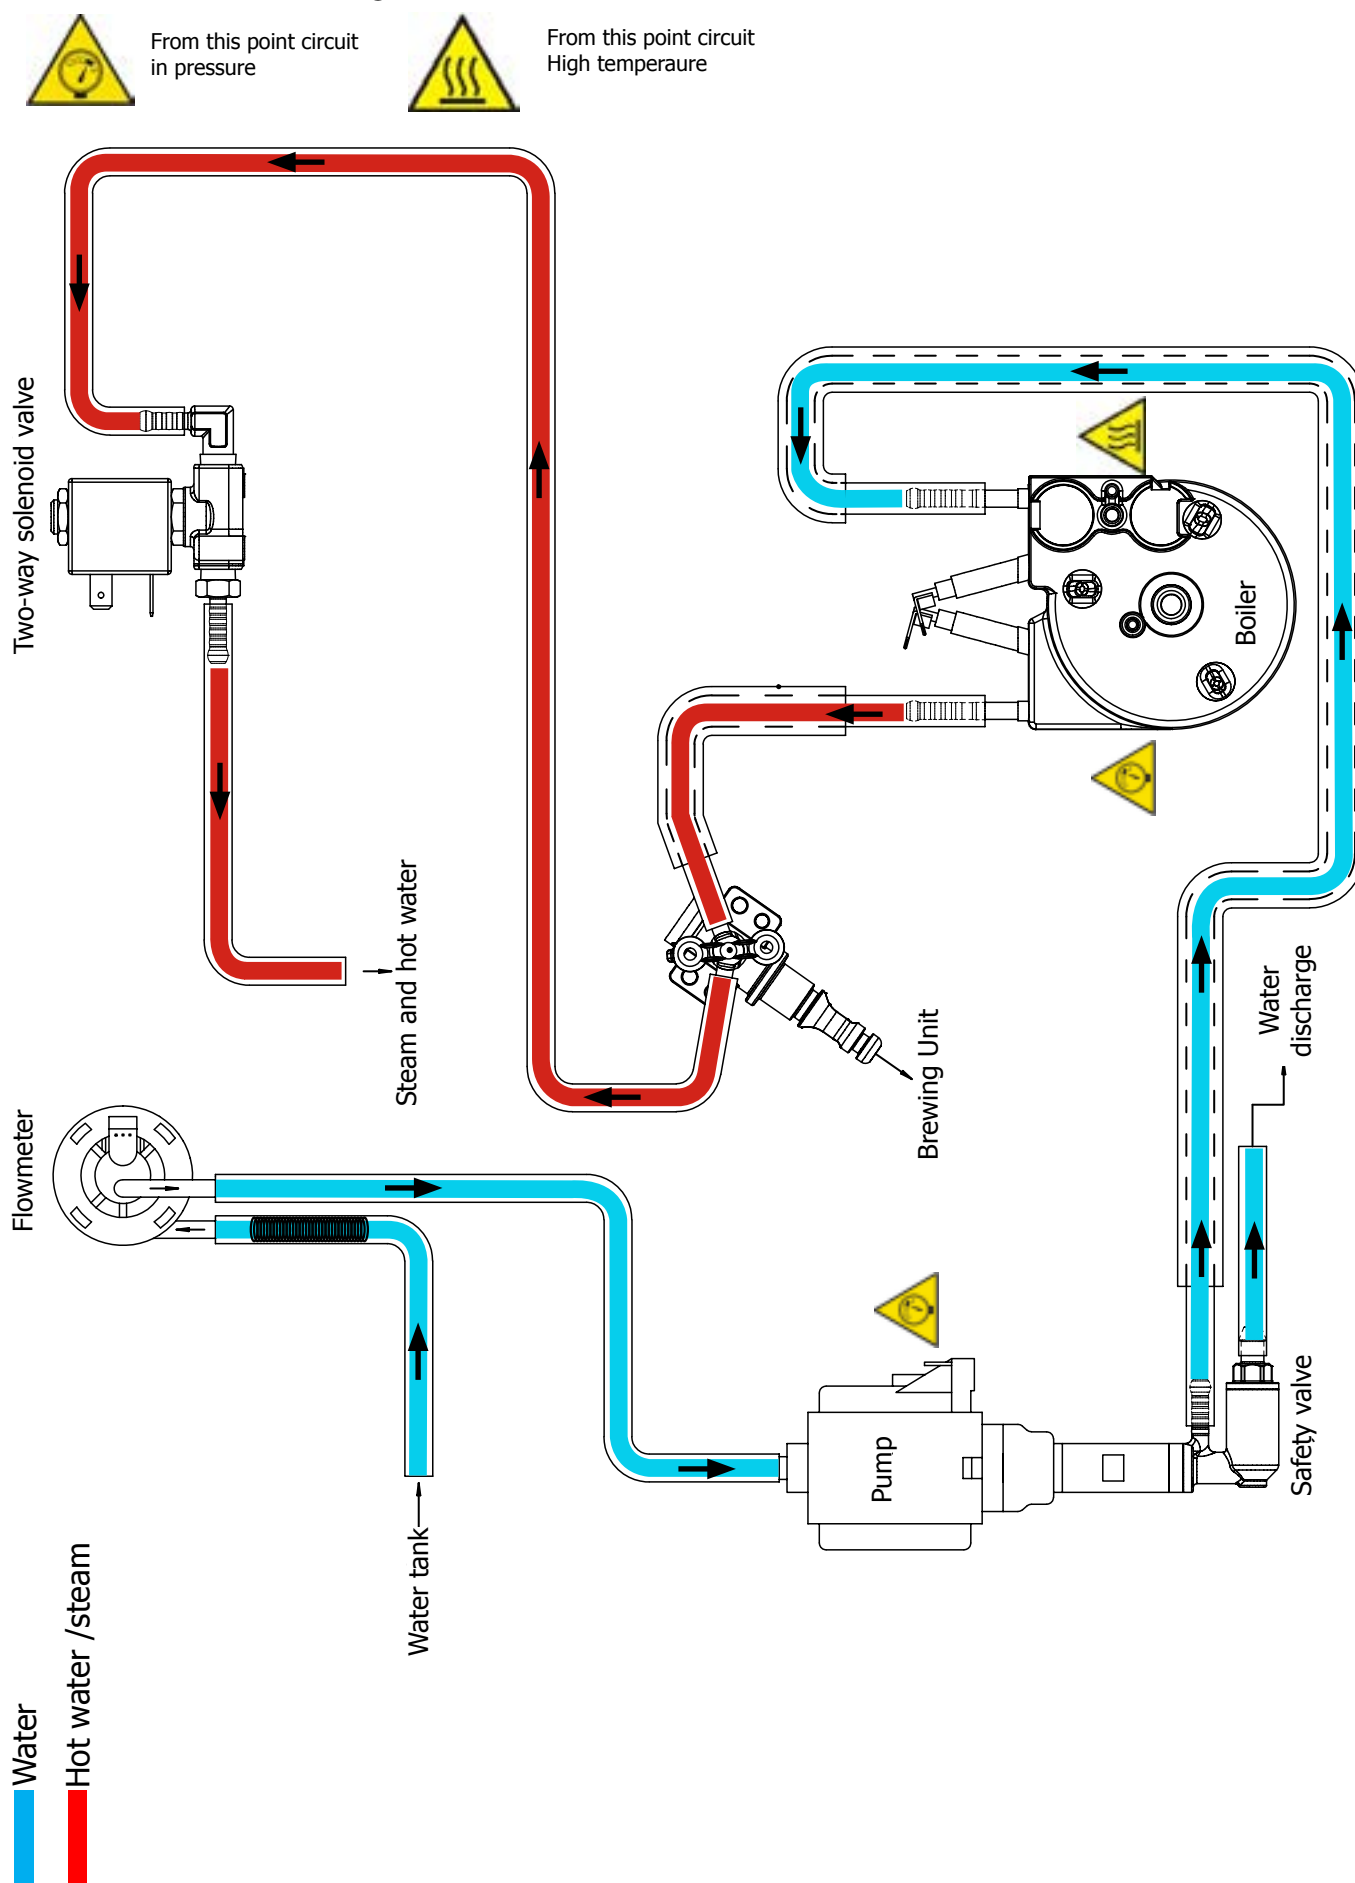 From this point circuit
in pressure
From this point circuit
High temperaure
Two-way solenoid valve
Boiler
Steam and hot water
Brewing Unit
Water
discharge
Flowmeter
Pump
Safety valve
Water tank
Water
Hot water /steam